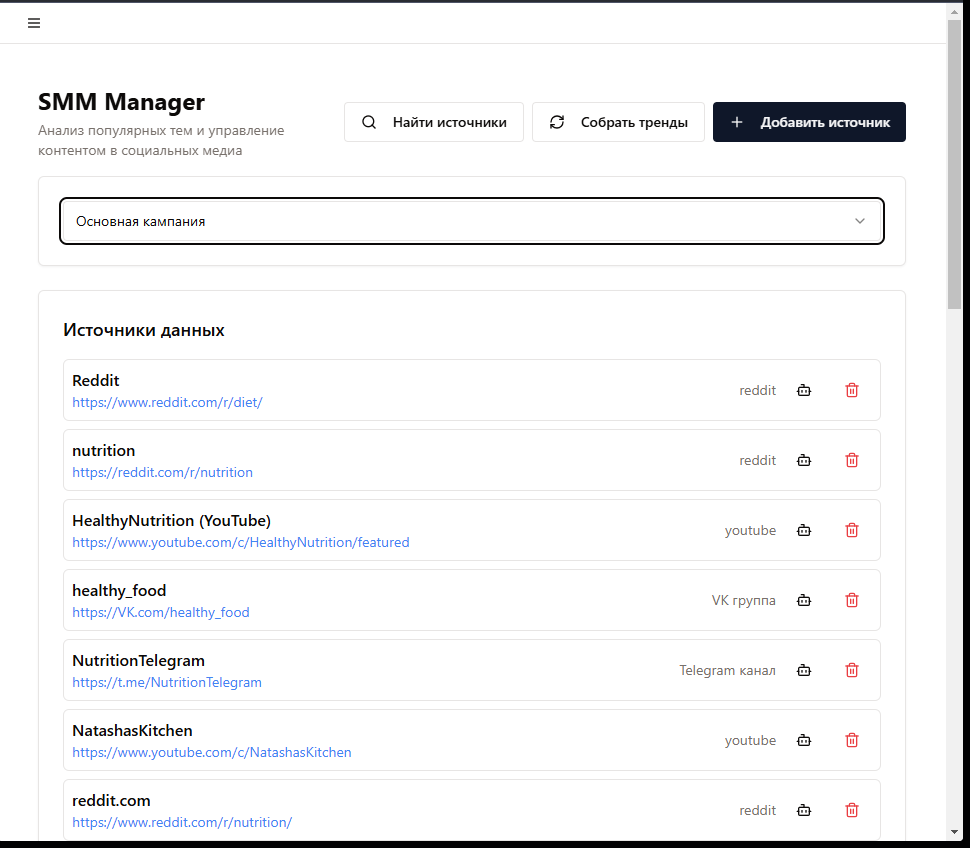 SMM Manager
Анализ популярных тем и управление
контентом в социальных медиа
Найти источники
Собрать тренды
Добавить источник
Основная кампания
Источники данных
Reddit
https://www.reddit.com/r/diet/
reddit
nutrition
https://reddit.com/r/nutrition
reddit
HealthyNutrition (YouTube)
https://www.youtube.com/c/HealthyNutrition/featured
youtube
healthy_food
https://VK.com/healthy_food
VK группа
NutritionTelegram
https://t.me/NutritionTelegram
Telegram канал
NatashasKitchen
https://www.youtube.com/c/NatashasKitchen
youtube
reddit.com
https://www.reddit.com/r/nutrition/
reddit